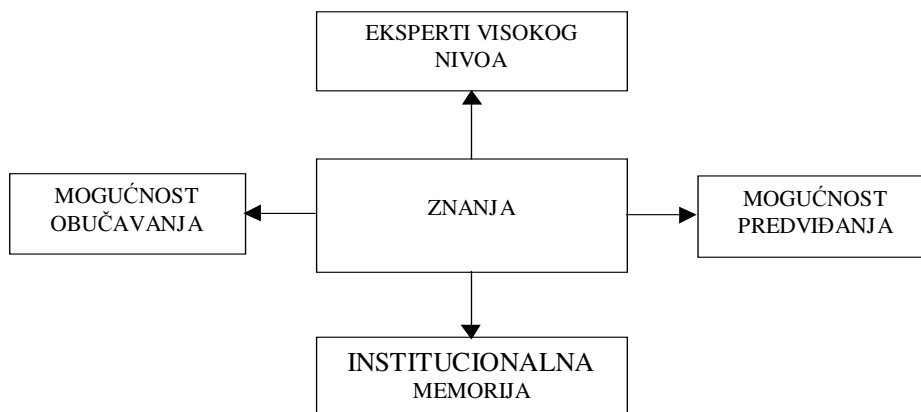 EKSPERTI VISOKOG
NIVOA
MOGUĆNOST
OBUČAVANJA
ZNANJA
MOGUĆNOST
PREDVIĐANJA
INSTITUCIONALNA
MEMORIJA